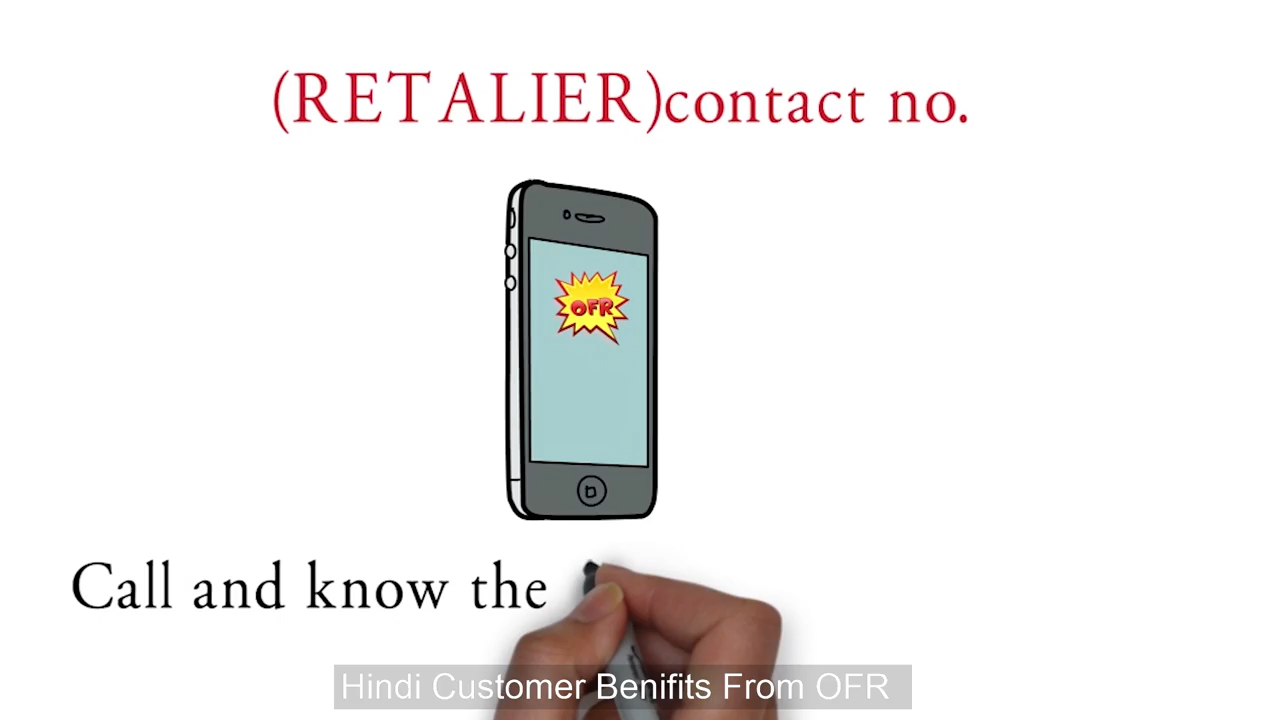 (RETALIER)contact no.
OFR
Call and know the
Hindi Customer Benifits From OFR